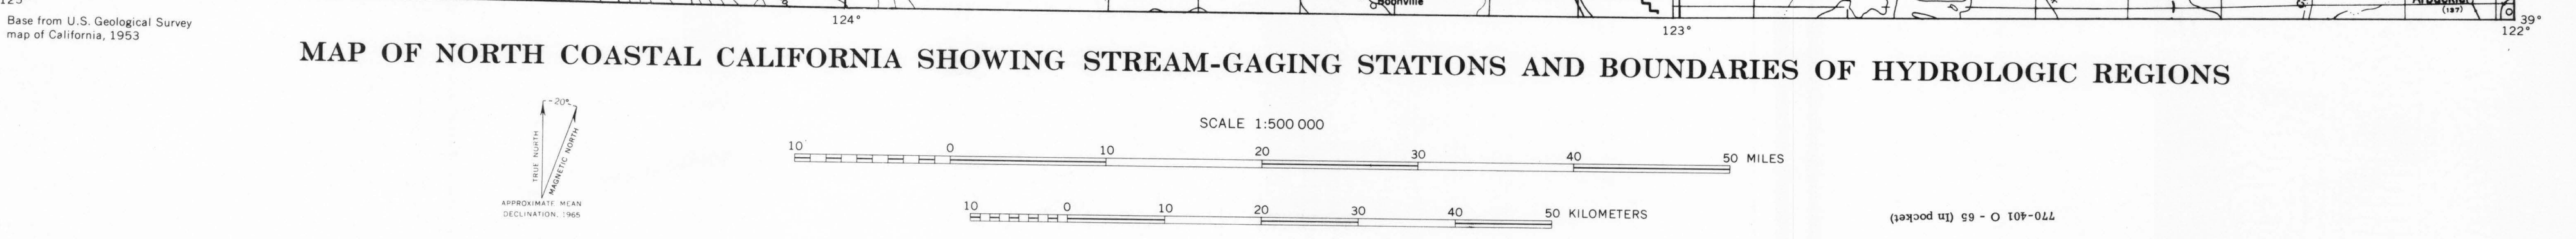 124°
123°
39°
122°
Base from U.S. Geological Survey
map of California, 1953
MAP OF NORTH COASTAL CALIFORNIA SHOWING STREAM-GAGING STATIONS AND BOUNDARIES OF HYDROLOGIC REGIONS
20°
TRUE NORTH
MAGNETIC NORTH
APPROXIMATE MEAN
DECLINATION, 1965
SCALE 1:500 000
10 0 10 20 30 40 50 MILES
10 0 10 20 30 40 50 KILOMETERS
770-401 O - 65 (In pocket)